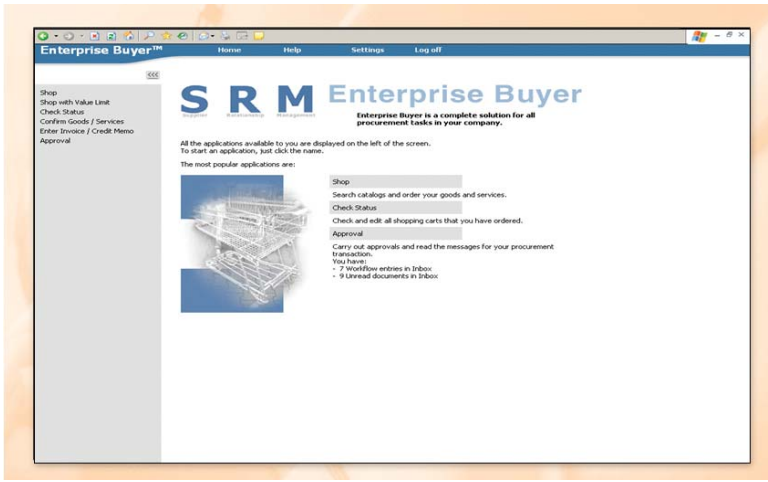 Enterprise Buyer™
Home Help Settings Log off
<<<
Shop
Shop with Value Limit
Check Status
Confirm Goods / Services
Enter Invoice / Credit Memo
Approval
SRM Enterprise Buyer
Supplier Relationship Management
Enterprise Buyer is a complete solution for all
procurement tasks in your company.
All the applications available to you are displayed on the left of the screen.
To start an application, just click the name.
The most popular applications are:
Shop
Search catalogs and order your goods and services.
Check Status
Check and edit all shopping carts that you have ordered.
Approval
Carry out approvals and read the messages for your procurement
transaction.
You have:
- 7 Workflow entries in Inbox
- 9 Unread documents in Inbox